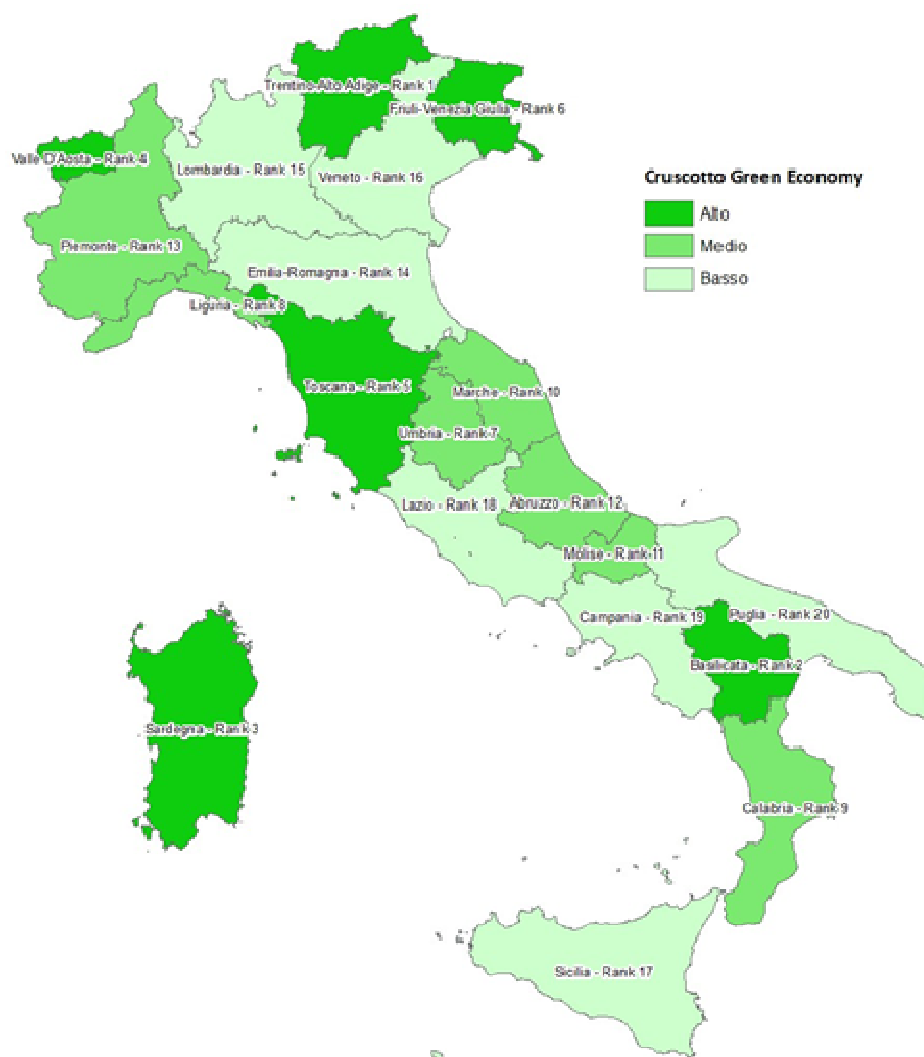 Trentino-Alto Adige - Rank 1
Friuli-Venezia Giulia - Rank 6
Valle D'Aosta - Rank 4
Lombardia - Rank 15
Veneto - Rank 16
Cruscotto Green Economy
Alto
Medio
Basso
Piemonte - Rank 13
Emilia-Romagna - Rank 14
Liguria - Rank 8
Toscana - Rank 5
Marche - Rank 10
Umbria - Rank 7
Lazio - Rank 18
Abruzzo - Rank 12
Molise - Rank 11
Campania - Rank 19
Puglia - Rank 20
Basilicata - Rank 2
Sardegna - Rank 3
Calabria - Rank 9
Sicilia - Rank 17